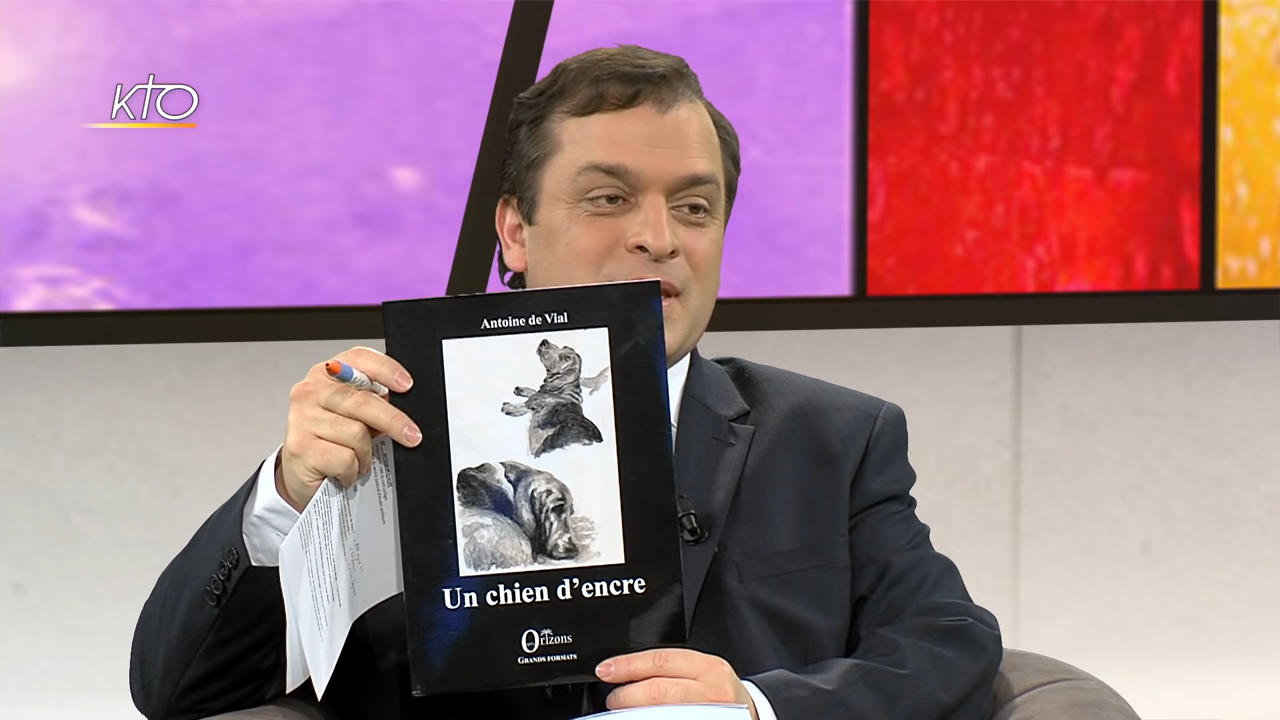 KTO
Antoine de Vial
Un chien d'encre
Orizons
GRANDS FORMATS